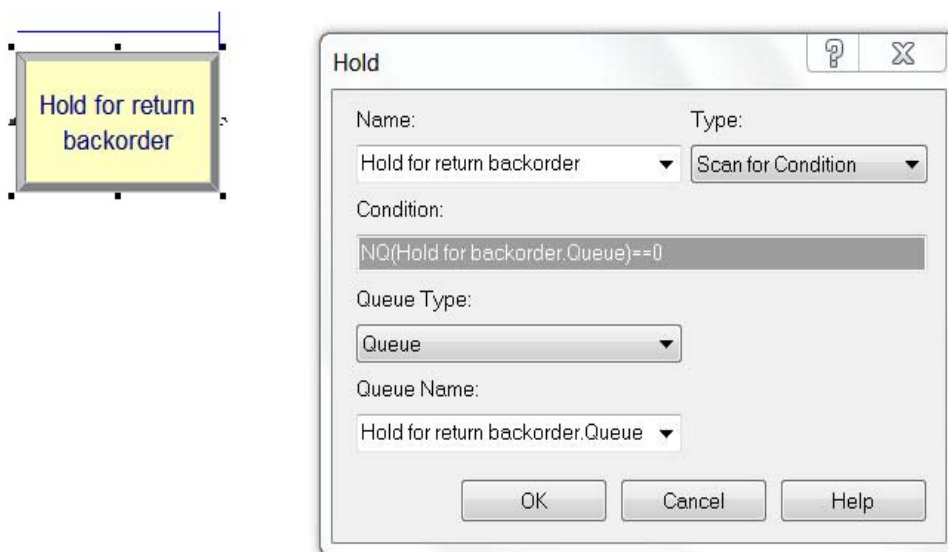 Hold for return
backorder
Hold
Name:
Type:
Hold for return backorder
Scan for Condition
Condition:
NQ(Hold for backorder.Queue)==0
Queue Type:
Queue
Queue Name:
Hold for return backorder.Queue
OK
Cancel
Help